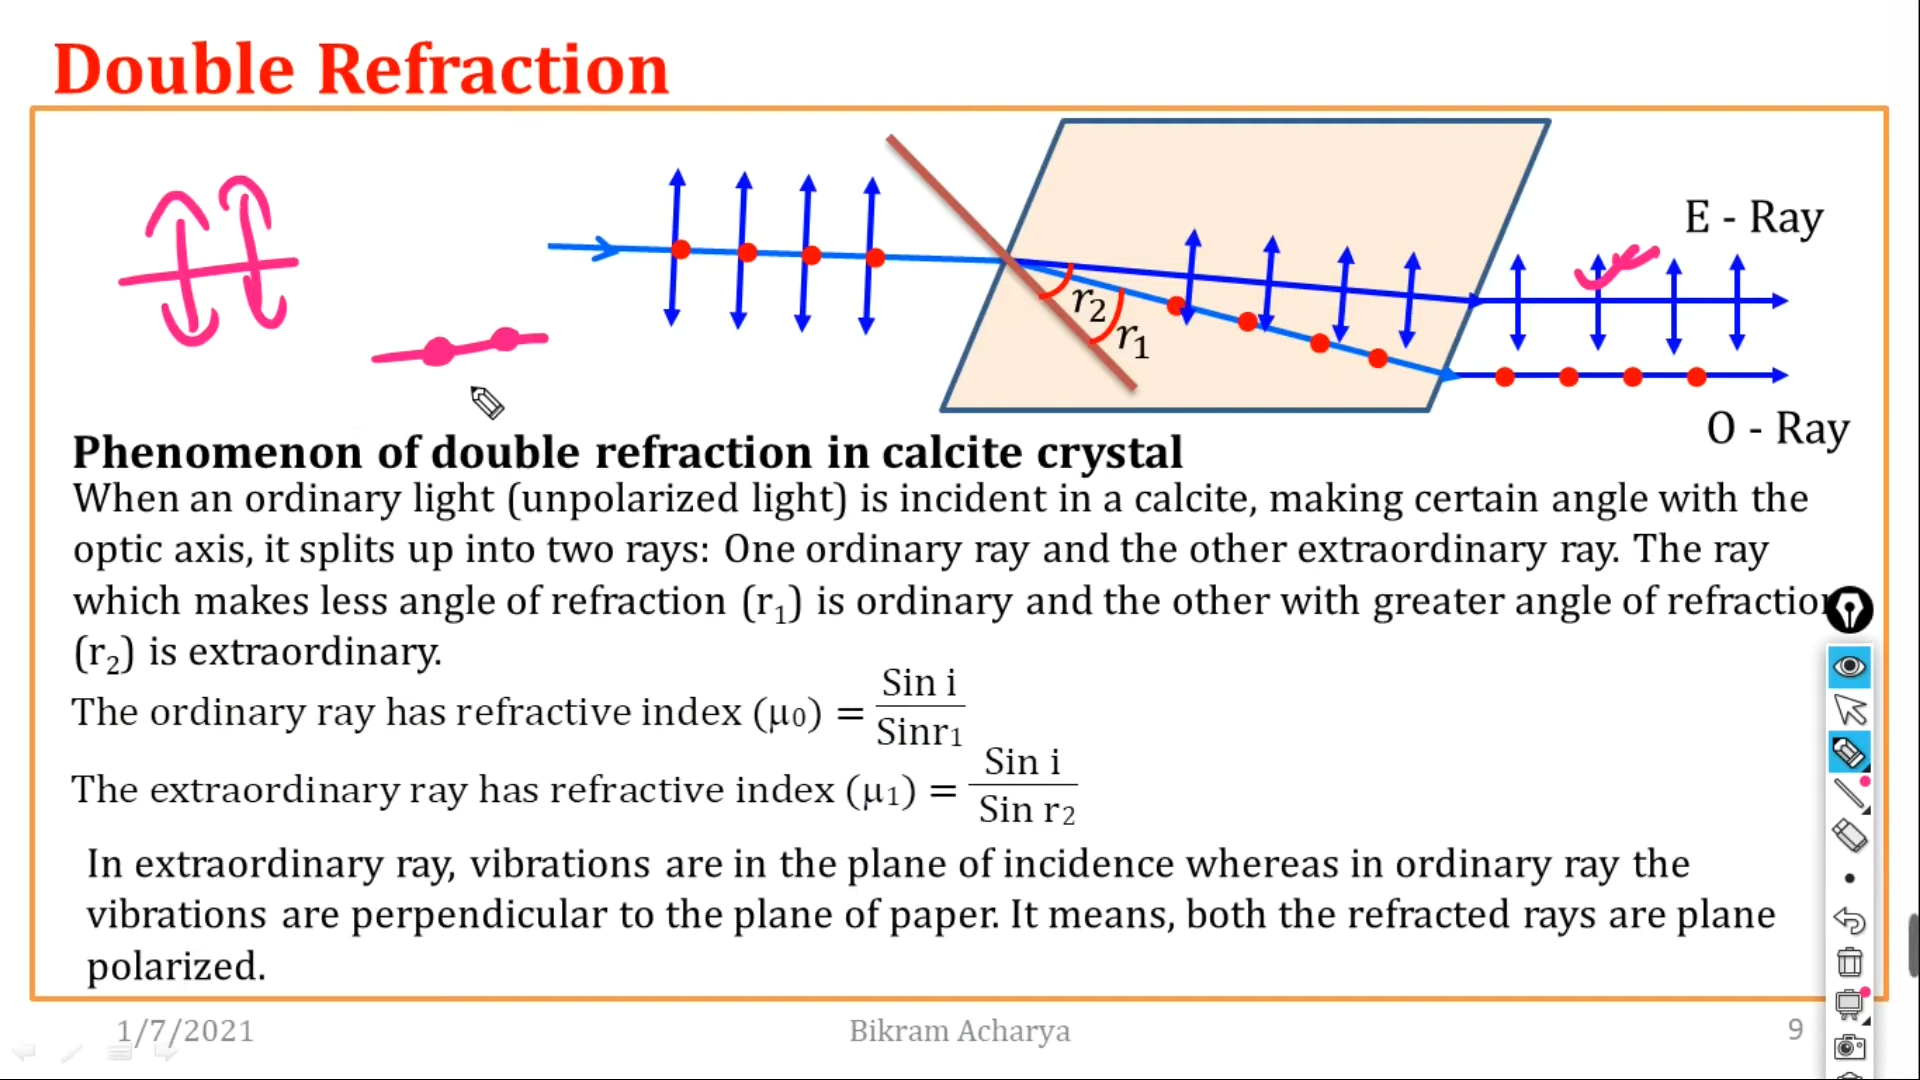 Double Refraction
E - Ray
r₂
r₁
O - Ray
Phenomenon of double refraction in calcite crystal
When an ordinary light (unpolarized light) is incident in a calcite, making certain angle with the
optic axis, it splits up into two rays: One ordinary ray and the other extraordinary ray. The ray
which makes less angle of refraction (r₁) is ordinary and the other with greater angle of refraction
(r₂) is extraordinary.
The ordinary ray has refractive index (μ₀) = Sin i / Sinr₁
The extraordinary ray has refractive index (μ₁) = Sin i / Sin r₂
In extraordinary ray, vibrations are in the plane of incidence whereas in ordinary ray the
vibrations are perpendicular to the plane of paper. It means, both the refracted rays are plane
polarized.
1/7/2021
Bikram Acharya
9